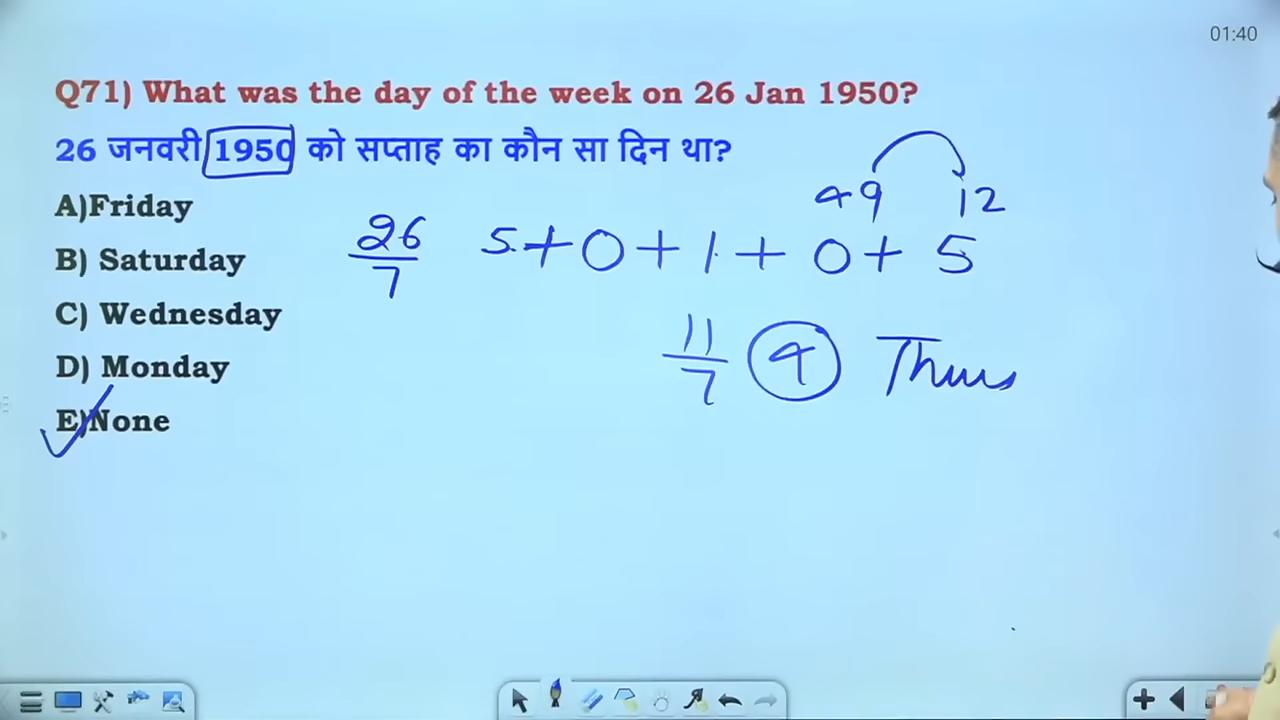 01:40
Q71) What was the day of the week on 26 Jan 1950?
26 जनवरी 1950 को सप्ताह का कौन सा दिन था?
A)Friday
B) Saturday
C) Wednesday
D) Monday
E)None
49 12
26/7 5+0+1+0+5
11/7 4 Thurs